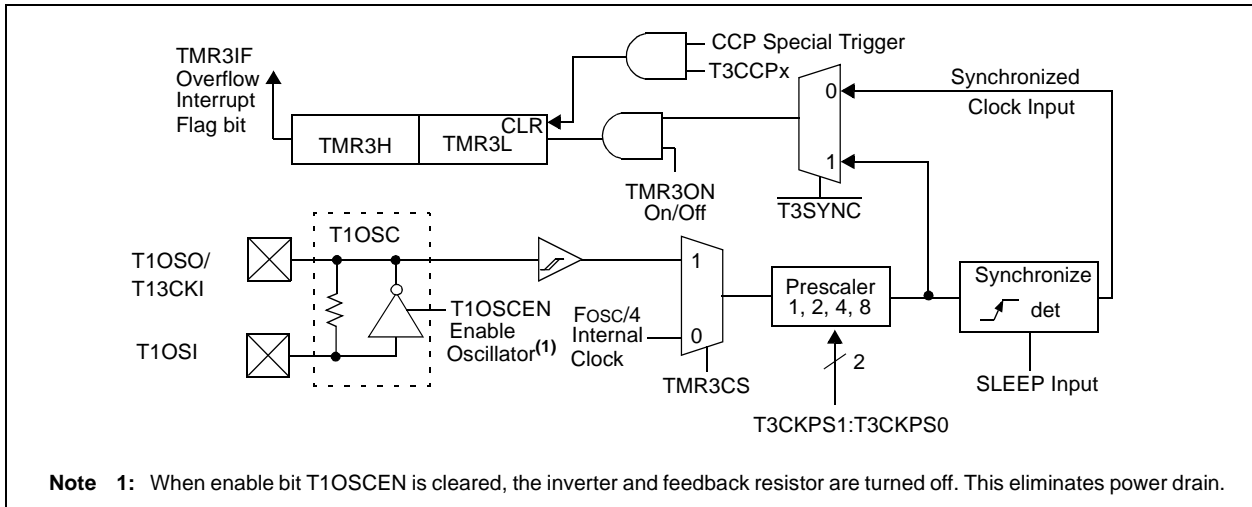 CCP Special Trigger
T3CCPx
TMR3IF
Overflow
Interrupt
Flag bit
TMR3H
TMR3L
CLR
TMR3ON
On/Off
0
1
T3SYNC
Synchronized
Clock Input
T1OSO/
T13CKI
T1OSI
T1OSC
T1OSCEN
Enable
Oscillator(1)
FOSC/4
Internal
Clock
1
0
TMR3CS
Prescaler
1, 2, 4, 8
2
T3CKPS1:T3CKPS0
Synchronize
det
SLEEP Input
Note 1: When enable bit T1OSCEN is cleared, the inverter and feedback resistor are turned off. This eliminates power drain.